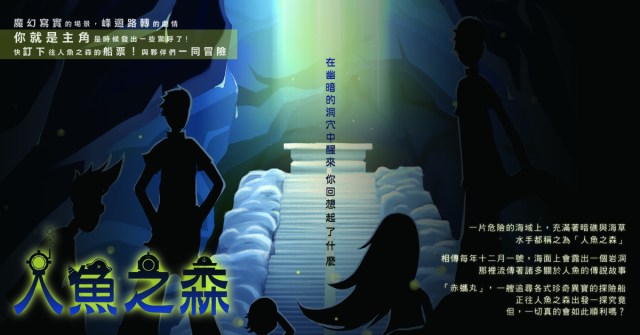 魔幻寫實的場景，峰迴路轉的劇情
你就是主角是時候發出一些驚呼了！
快訂下往人魚之森的船票！與夥伴們一同冒險
在幽暗的洞穴中醒來 你回想起了什麼
人魚之森
一片危險的海域上，充滿著暗礁與海草
水手都稱之為「人魚之森」
相傳每年十二月一號，海面上會露出一個岩洞
那裡流傳著諸多關於人魚的傳說故事
「赤蠵丸」，一艘追尋各式珍奇異寶的探險船
正往人魚之森出發一探究竟
但，一切真的會如此順利嗎？